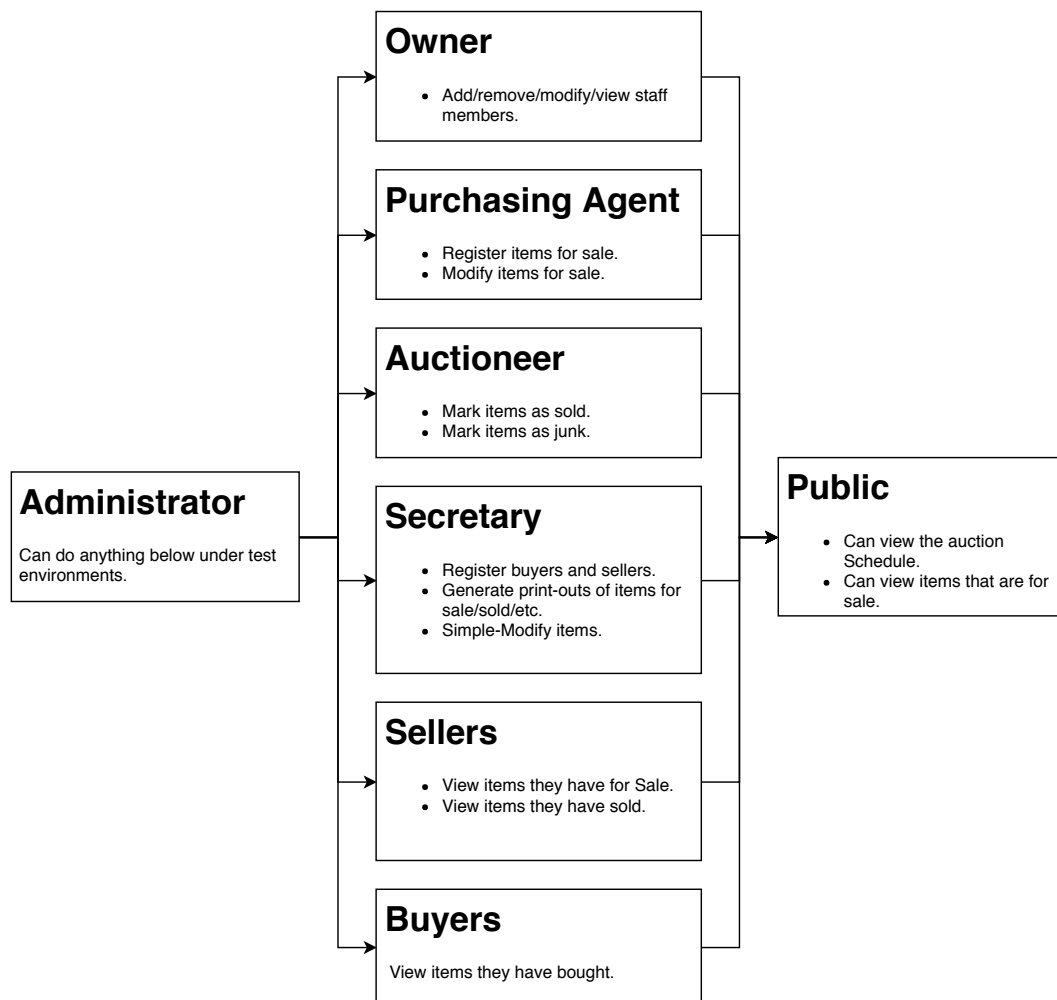 Owner
• Add/remove/modify/view staff
members.
Purchasing Agent
• Register items for sale.
• Modify items for sale.
Auctioneer
• Mark items as sold.
• Mark items as junk.
Administrator
Can do anything below under test
environments.
Secretary
• Register buyers and sellers.
• Generate print-outs of items for
sale/sold/etc.
• Simple-Modify items.
Public
• Can view the auction
Schedule.
• Can view items that are for
sale.
Sellers
• View items they have for Sale.
• View items they have sold.
Buyers
View items they have bought.